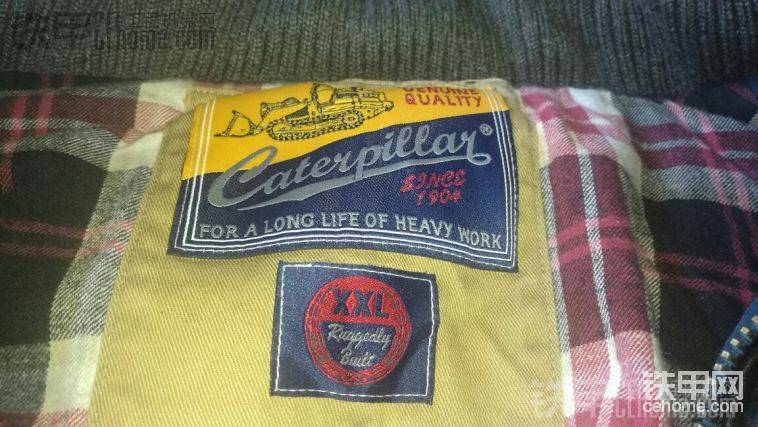 GENUINE
QUALITY
Caterpillar®
SINCE
1904
FOR A LONG LIFE OF HEAVY WORK
XXL
Ruggedly
Built
铁甲网
cehome.com